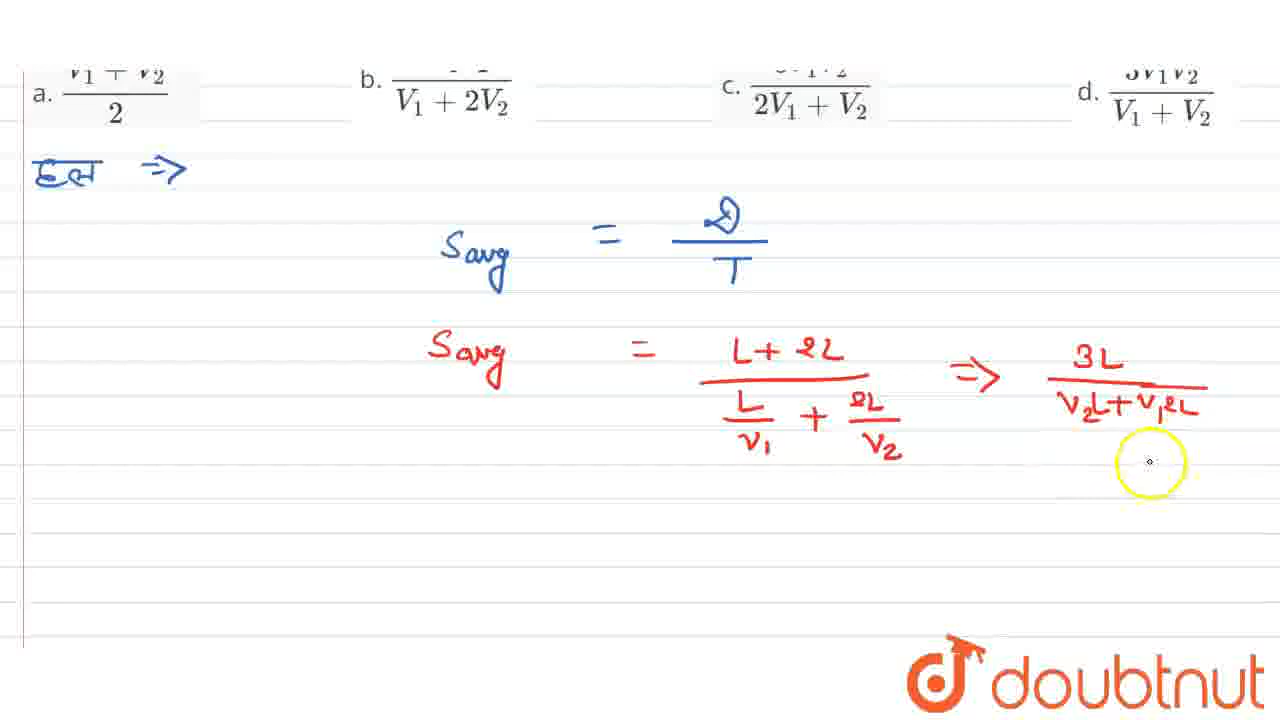 a. V₁ + V₂ / 2 b. / V₁ + 2V₂ c. / 2V₁ + V₂ d. 3V₁V₂ / V₁ + V₂
हल ⇒
Savg = D / T
Savg = L + 2L / L/v₁ + 2L/v₂ ⇒ 3L / v₂L + v₁2L
doubtnut